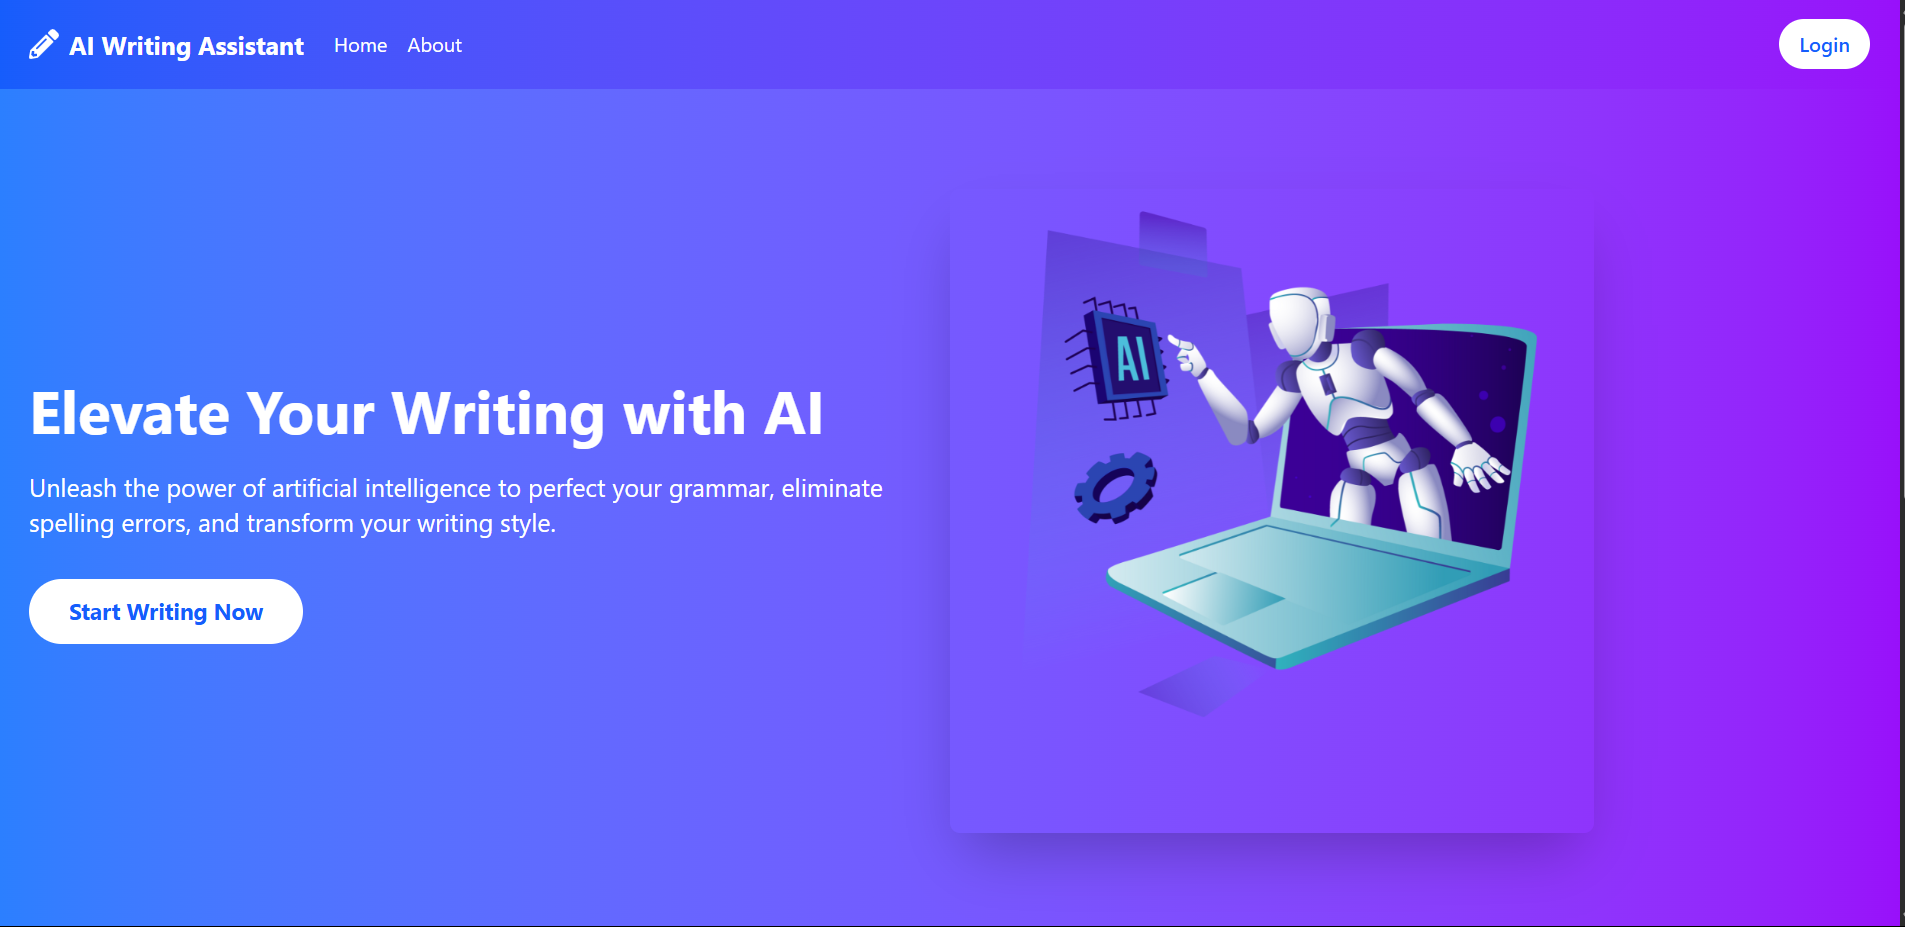 AI Writing Assistant
Home
About
Login
Elevate Your Writing with AI
Unleash the power of artificial intelligence to perfect your grammar, eliminate
spelling errors, and transform your writing style.
Start Writing Now
AI